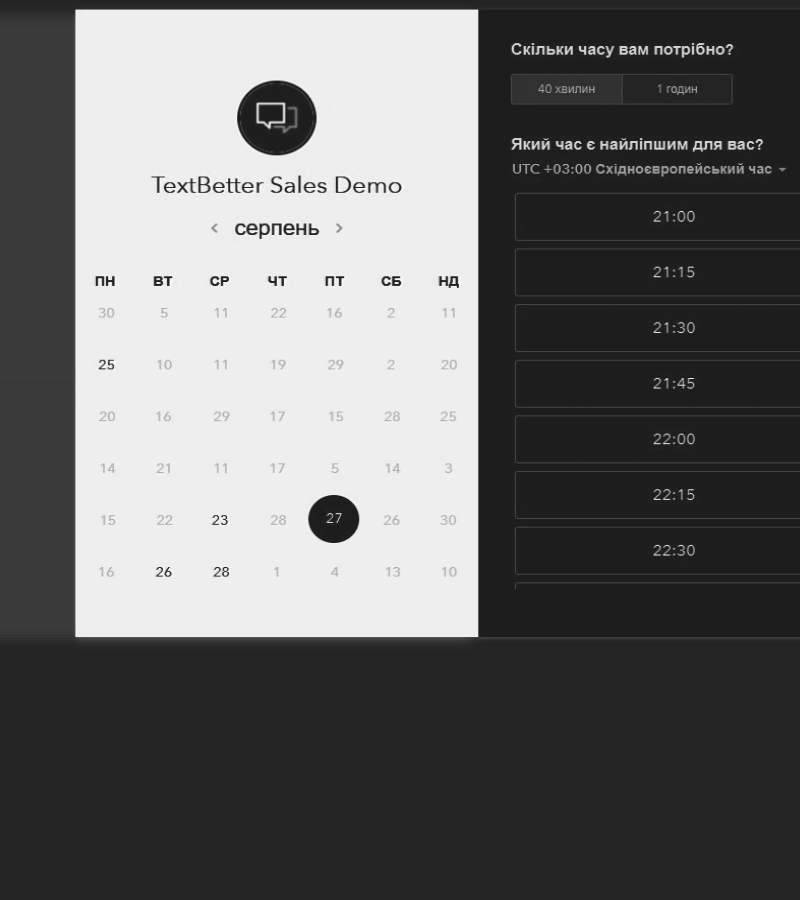 TextBetter Sales Demo
серпень
ПН ВТ СР ЧТ ПТ СБ НД
30 5 11 22 16 2 11
25 10 11 19 29 2 20
20 16 29 17 15 28 25
14 21 11 17 5 14 3
15 22 23 28 27 26 30
16 26 28 1 4 13 10
Скільки часу вам потрібно?
40 хвилин 1 годин
Який час є найліпшим для вас?
UTC +03:00 Східноєвропейський час
21:00
21:15
21:30
21:45
22:00
22:15
22:30